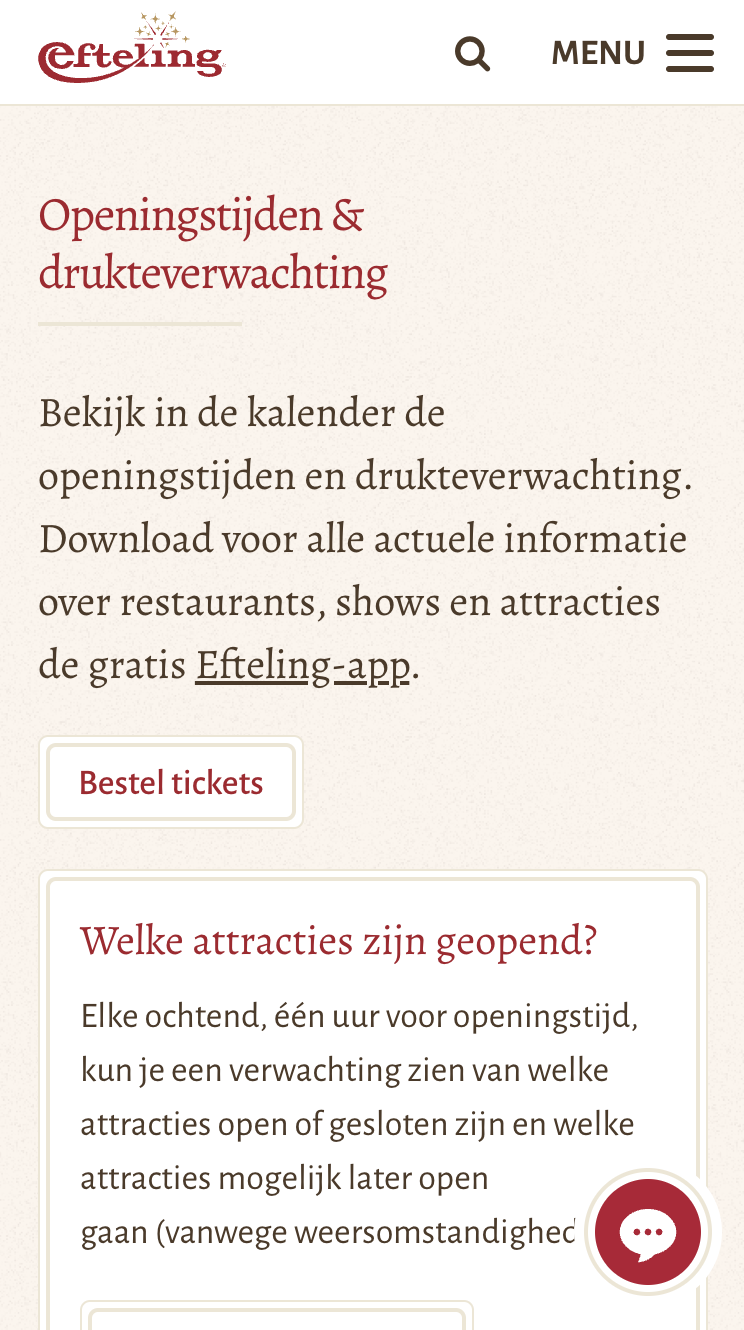 efteling
MENU
Openingstijden &
drukteverwachting
Bekijk in de kalender de
openingstijden en drukteverwachting.
Download voor alle actuele informatie
over restaurants, shows en attracties
de gratis Efteling-app.
Bestel tickets
Welke attracties zijn geopend?
Elke ochtend, één uur voor openingstijd,
kun je een verwachting zien van welke
attracties open of gesloten zijn en welke
attracties mogelijk later open
gaan (vanwege